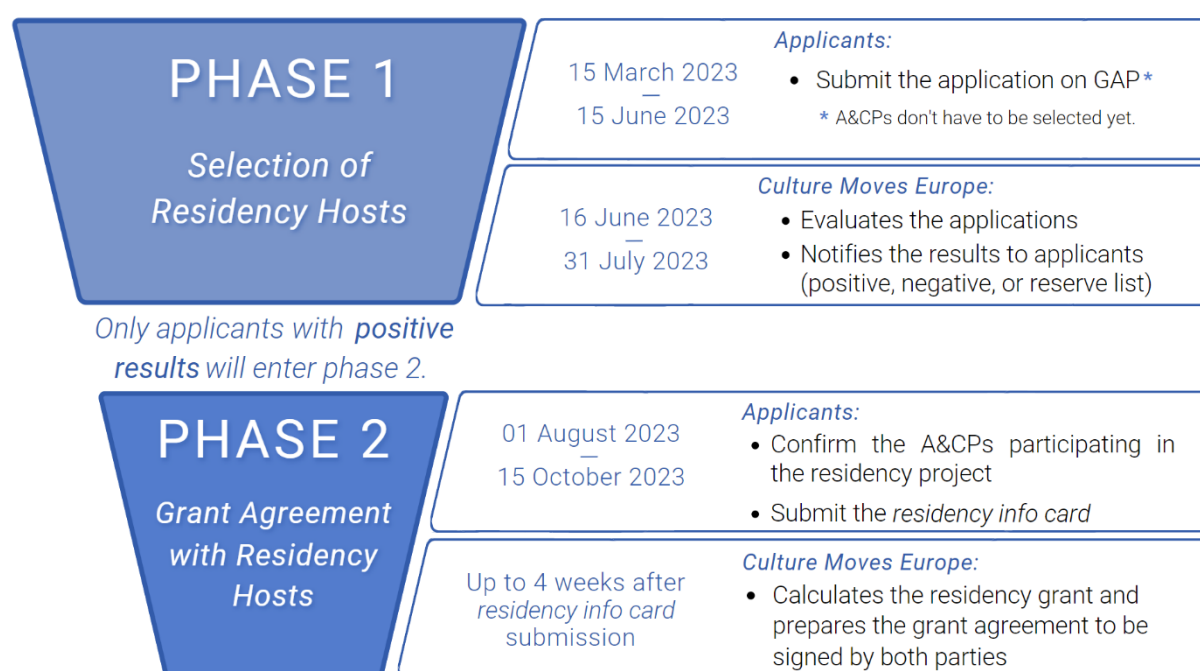 PHASE 1
Selection of
Residency Hosts
15 March 2023
—
15 June 2023
Applicants:
• Submit the application on GAP*
* A&CPs don't have to be selected yet.
16 June 2023
—
31 July 2023
Culture Moves Europe:
• Evaluates the applications
• Notifies the results to applicants
(positive, negative, or reserve list)
Only applicants with positive
results will enter phase 2.
PHASE 2
Grant Agreement
with Residency
Hosts
01 August 2023
—
15 October 2023
Applicants:
• Confirm the A&CPs participating in
the residency project
• Submit the residency info card
Up to 4 weeks after
residency info card
submission
Culture Moves Europe:
• Calculates the residency grant and
prepares the grant agreement to be
signed by both parties